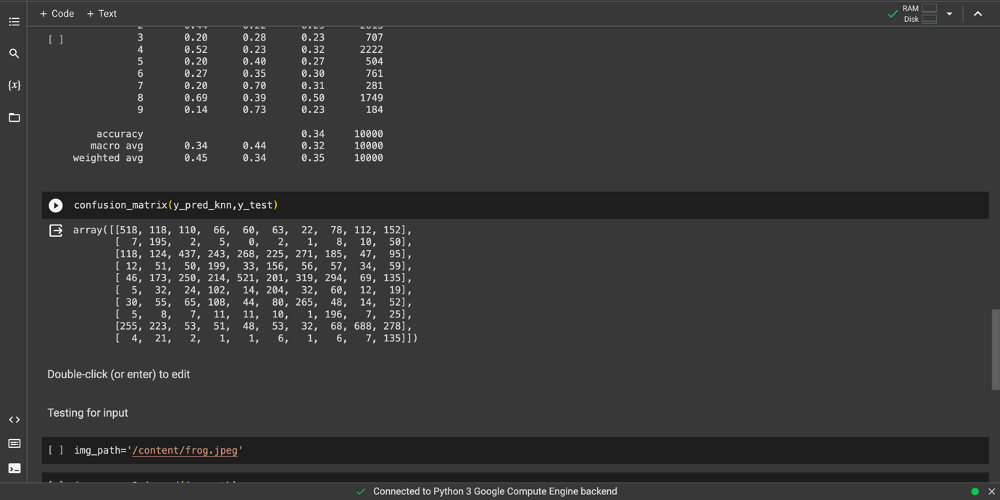 + Code + Text
RAM
Disk
[ ]
3 0.20 0.28 0.23 707
4 0.52 0.23 0.32 2222
5 0.20 0.40 0.27 504
6 0.27 0.35 0.30 761
7 0.20 0.70 0.31 281
8 0.69 0.39 0.50 1749
9 0.14 0.73 0.23 184
accuracy 0.34 10000
macro avg 0.34 0.44 0.32 10000
weighted avg 0.45 0.34 0.35 10000
{x}
confusion_matrix(y_pred_knn,y_test)
array([[518, 118, 110, 66, 60, 63, 22, 78, 112, 152],
[ 7, 195, 2, 5, 0, 2, 1, 8, 10, 50],
[118, 124, 437, 243, 268, 225, 271, 185, 47, 95],
[ 12, 51, 50, 199, 33, 156, 56, 57, 34, 59],
[ 46, 173, 250, 214, 521, 201, 319, 294, 69, 135],
[ 5, 32, 24, 102, 14, 204, 32, 60, 12, 19],
[ 30, 55, 65, 108, 44, 80, 265, 48, 14, 52],
[ 5, 8, 7, 11, 11, 10, 1, 196, 7, 25],
[255, 223, 53, 51, 48, 53, 32, 68, 688, 278],
[ 4, 21, 2, 1, 1, 6, 1, 6, 7, 135]])
Double-click (or enter) to edit
Testing for input
[ ] img_path='/content/frog.jpeg'
Connected to Python 3 Google Compute Engine backend